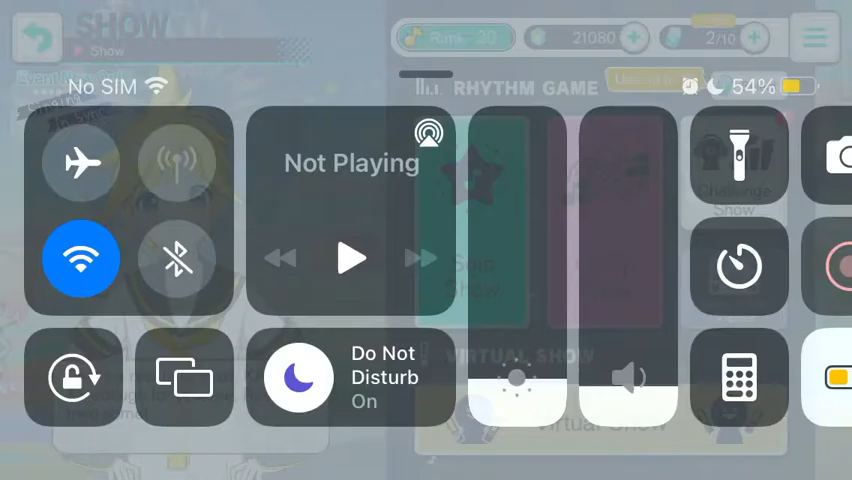 SHOW
Show
21080
2/10
No SIM
RHYTHM GAME
54%
Not Playing
Challenge
Show
Solo
Show
Do Not
Disturb
On
VIRTUAL SHOW
Virtual Show